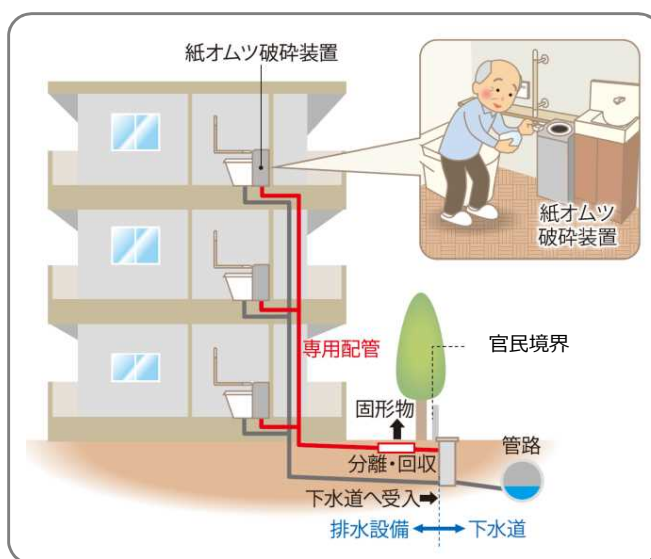 紙オムツ破砕装置
紙オムツ
破砕装置
専用配管
官民境界
固形物
分離・回収
管路
下水道へ受入
排水設備
下水道